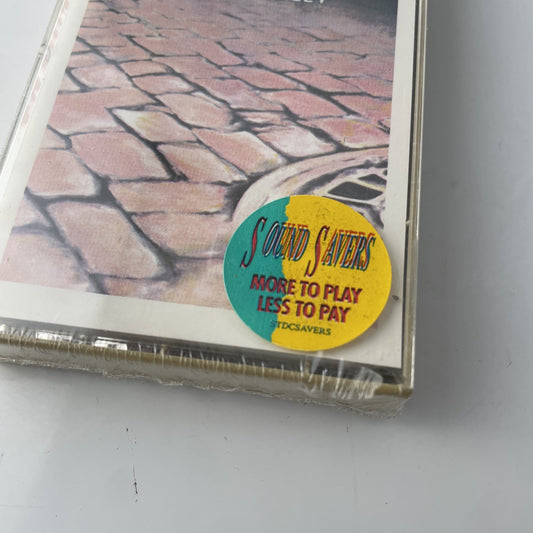 SOUND SAVERS
MORE TO PLAY
LESS TO PAY
STDCSAVERS